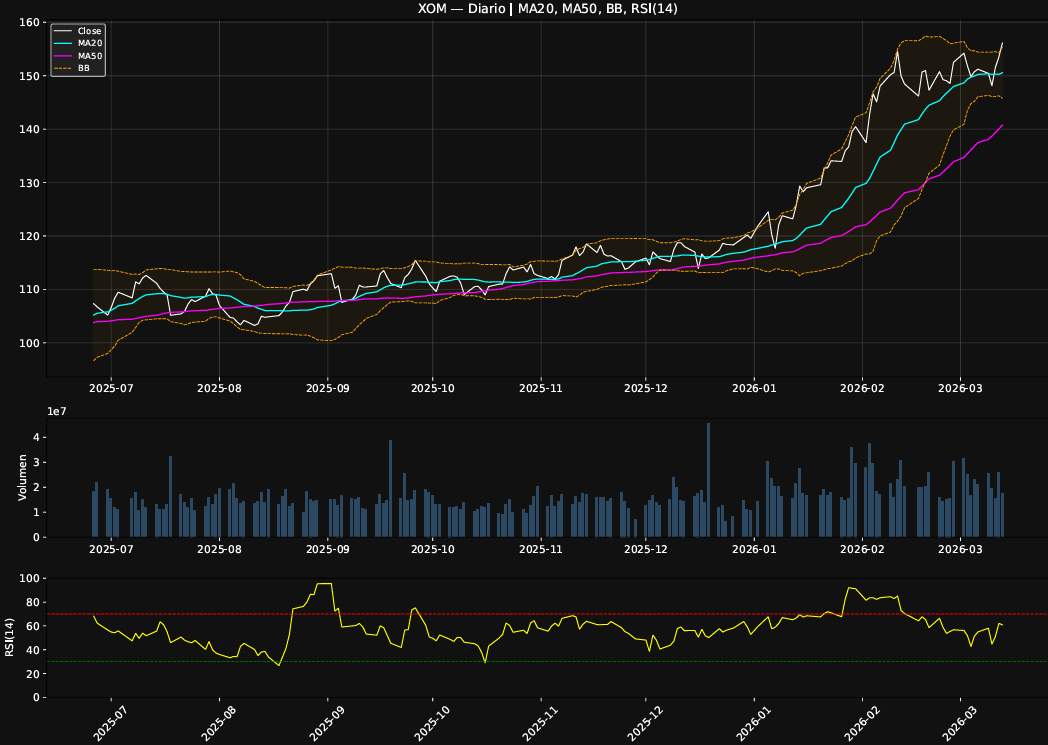 XOM — Diario | MA20, MA50, BB, RSI(14)
160
150
140
130
120
110
100
Close
MA20
MA50
BB
2025-07 2025-08 2025-09 2025-10 2025-11 2025-12 2026-01 2026-02 2026-03
1e7
Volumen
4
3
2
1
0
2025-07 2025-08 2025-09 2025-10 2025-11 2025-12 2026-01 2026-02 2026-03
RSI(14)
100
80
60
40
20
0
2025-07 2025-08 2025-09 2025-10 2025-11 2025-12 2026-01 2026-02 2026-03